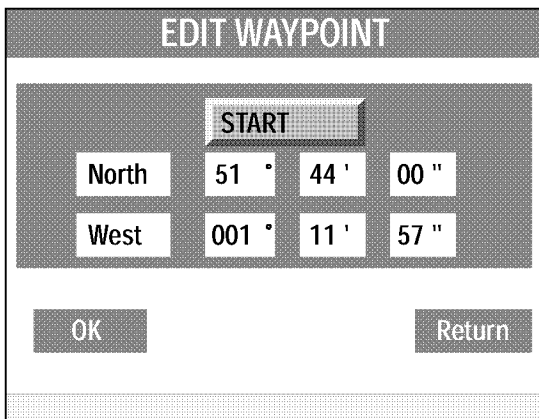 EDIT WAYPOINT
START
North 51 ° 44 ' 00 "
West 001 ° 11 ' 57 "
OK Return